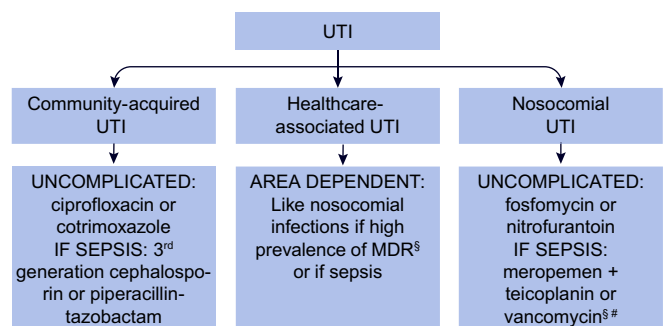 UTI
Community-acquired
UTI
Healthcare-
associated UTI
Nosocomial
UTI
UNCOMPLICATED:
ciprofloxacin or
cotrimoxazole
IF SEPSIS: 3rd
generation cephalospo-
rin or piperacillin-
tazobactam
AREA DEPENDENT:
Like nosocomial
infections if high
prevalence of MDR§
or if sepsis
UNCOMPLICATED:
fosfomycin or
nitrofurantoin
IF SEPSIS:
meropemen +
teicoplanin or
vancomycin§ #